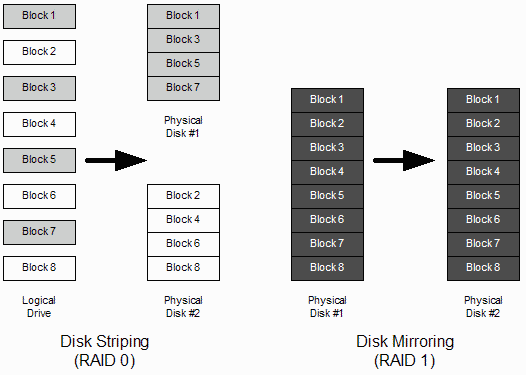 Block 1
Block 2
Block 3
Block 4
Block 5
Block 6
Block 7
Block 8
Logical
Drive
Block 1
Block 3
Block 5
Block 7
Physical
Disk #1
Block 2
Block 4
Block 6
Block 8
Physical
Disk #2
Disk Striping
(RAID 0)
Block 1
Block 2
Block 3
Block 4
Block 5
Block 6
Block 7
Block 8
Physical
Disk #1
Block 1
Block 2
Block 3
Block 4
Block 5
Block 6
Block 7
Block 8
Physical
Disk #2
Disk Mirroring
(RAID 1)